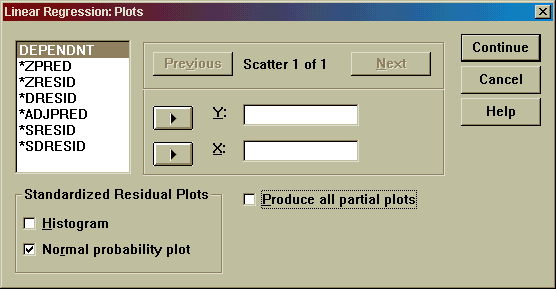 Linear Regression: Plots
DEPENDNT
*ZPRED
*ZRESID
*DRESID
*ADJPRED
*SRESID
*SDRESID
Previous
Scatter 1 of 1
Next
Y:
X:
Continue
Cancel
Help
Standardized Residual Plots
Histogram
Normal probability plot
Produce all partial plots